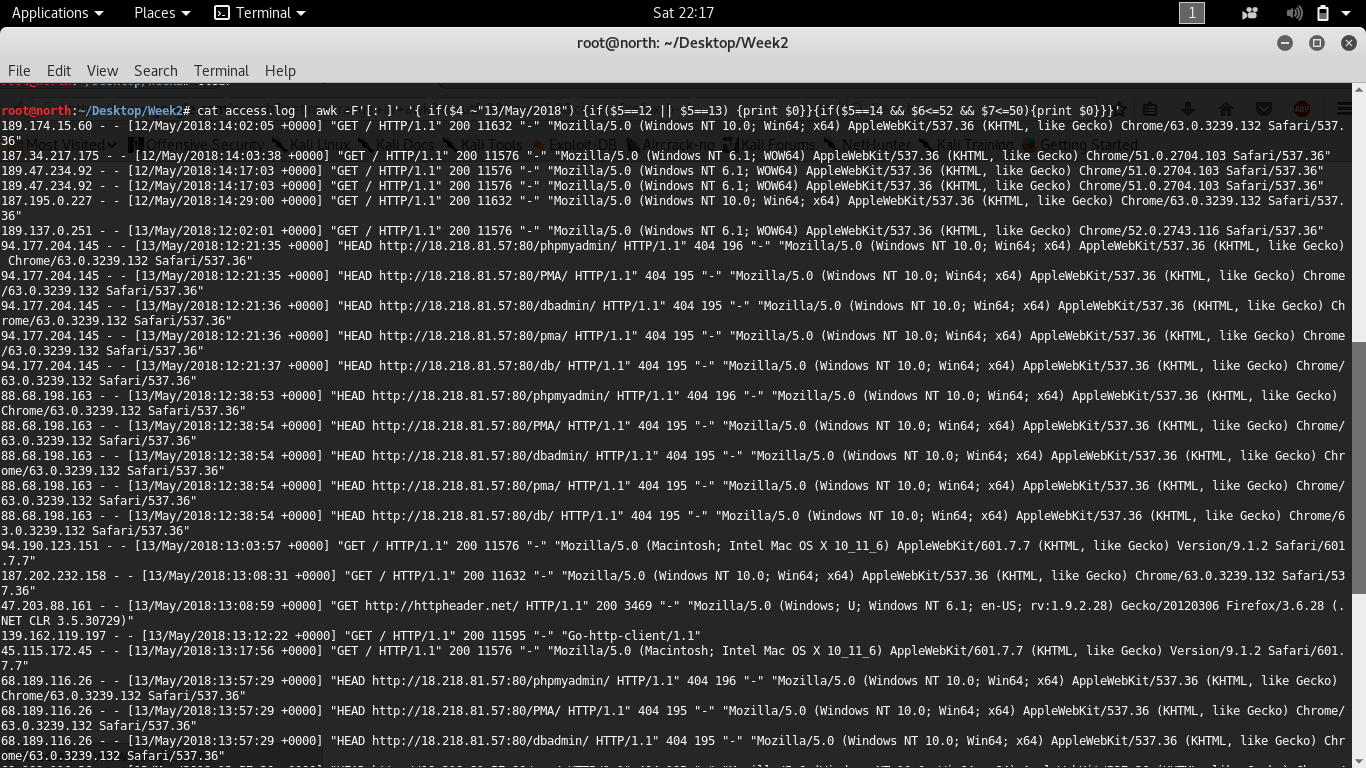 Applications Places Terminal Sat 22:17 1
root@north: ~/Desktop/Week2
File Edit View Search Terminal Help
root@north:~/Desktop/Week2# cat access.log | awk -F'[: ]' '{ if($4 ~"13/May/2018") {if($5==12 || $5==13) {print $0}}{if($5==14 && $6<=52 && $7<=50){print $0}}}'
189.174.15.60 - - [12/May/2018:14:02:05 +0000] "GET / HTTP/1.1" 200 11632 "-" "Mozilla/5.0 (Windows NT 10.0; Win64; x64) AppleWebKit/537.36 (KHTML, like Gecko) Chrome/63.0.3239.132 Safari/537.
36"
Most Visited Offensive Security Kali Linux Kali Docs Kali Tools Exploit-DB Aircrack-ng Kali Forums NetHunter Kali Training Getting Started
187.34.217.175 - - [12/May/2018:14:03:38 +0000] "GET / HTTP/1.1" 200 11576 "-" "Mozilla/5.0 (Windows NT 6.1; WOW64) AppleWebKit/537.36 (KHTML, like Gecko) Chrome/51.0.2704.103 Safari/537.36"
189.47.234.92 - - [12/May/2018:14:17:03 +0000] "GET / HTTP/1.1" 200 11576 "-" "Mozilla/5.0 (Windows NT 6.1; WOW64) AppleWebKit/537.36 (KHTML, like Gecko) Chrome/51.0.2704.103 Safari/537.36"
189.47.234.92 - - [12/May/2018:14:17:03 +0000] "GET / HTTP/1.1" 200 11576 "-" "Mozilla/5.0 (Windows NT 6.1; WOW64) AppleWebKit/537.36 (KHTML, like Gecko) Chrome/51.0.2704.103 Safari/537.36"
187.195.0.227 - - [12/May/2018:14:29:00 +0000] "GET / HTTP/1.1" 200 11632 "-" "Mozilla/5.0 (Windows NT 10.0; Win64; x64) AppleWebKit/537.36 (KHTML, like Gecko) Chrome/63.0.3239.132 Safari/537.
36"
189.137.0.251 - - [13/May/2018:12:02:01 +0000] "GET / HTTP/1.1" 200 11576 "-" "Mozilla/5.0 (Windows NT 6.1; WOW64) AppleWebKit/537.36 (KHTML, like Gecko) Chrome/52.0.2743.116 Safari/537.36"
94.177.204.145 - - [13/May/2018:12:21:35 +0000] "HEAD http://18.218.81.57:80/phpmyadmin/ HTTP/1.1" 404 196 "-" "Mozilla/5.0 (Windows NT 10.0; Win64; x64) AppleWebKit/537.36 (KHTML, like Gecko)
Chrome/63.0.3239.132 Safari/537.36"
94.177.204.145 - - [13/May/2018:12:21:35 +0000] "HEAD http://18.218.81.57:80/PMA/ HTTP/1.1" 404 195 "-" "Mozilla/5.0 (Windows NT 10.0; Win64; x64) AppleWebKit/537.36 (KHTML, like Gecko) Chrome
/63.0.3239.132 Safari/537.36"
94.177.204.145 - - [13/May/2018:12:21:36 +0000] "HEAD http://18.218.81.57:80/dbadmin/ HTTP/1.1" 404 195 "-" "Mozilla/5.0 (Windows NT 10.0; Win64; x64) AppleWebKit/537.36 (KHTML, like Gecko) Ch
rome/63.0.3239.132 Safari/537.36"
94.177.204.145 - - [13/May/2018:12:21:36 +0000] "HEAD http://18.218.81.57:80/pma/ HTTP/1.1" 404 195 "-" "Mozilla/5.0 (Windows NT 10.0; Win64; x64) AppleWebKit/537.36 (KHTML, like Gecko) Chrome
/63.0.3239.132 Safari/537.36"
94.177.204.145 - - [13/May/2018:12:21:37 +0000] "HEAD http://18.218.81.57:80/db/ HTTP/1.1" 404 195 "-" "Mozilla/5.0 (Windows NT 10.0; Win64; x64) AppleWebKit/537.36 (KHTML, like Gecko) Chrome/
63.0.3239.132 Safari/537.36"
88.68.198.163 - - [13/May/2018:12:38:53 +0000] "HEAD http://18.218.81.57:80/phpmyadmin/ HTTP/1.1" 404 196 "-" "Mozilla/5.0 (Windows NT 10.0; Win64; x64) AppleWebKit/537.36 (KHTML, like Gecko)
Chrome/63.0.3239.132 Safari/537.36"
88.68.198.163 - - [13/May/2018:12:38:54 +0000] "HEAD http://18.218.81.57:80/PMA/ HTTP/1.1" 404 195 "-" "Mozilla/5.0 (Windows NT 10.0; Win64; x64) AppleWebKit/537.36 (KHTML, like Gecko) Chrome/
63.0.3239.132 Safari/537.36"
88.68.198.163 - - [13/May/2018:12:38:54 +0000] "HEAD http://18.218.81.57:80/dbadmin/ HTTP/1.1" 404 195 "-" "Mozilla/5.0 (Windows NT 10.0; Win64; x64) AppleWebKit/537.36 (KHTML, like Gecko) Chr
ome/63.0.3239.132 Safari/537.36"
88.68.198.163 - - [13/May/2018:12:38:54 +0000] "HEAD http://18.218.81.57:80/pma/ HTTP/1.1" 404 195 "-" "Mozilla/5.0 (Windows NT 10.0; Win64; x64) AppleWebKit/537.36 (KHTML, like Gecko) Chrome/
63.0.3239.132 Safari/537.36"
88.68.198.163 - - [13/May/2018:12:38:54 +0000] "HEAD http://18.218.81.57:80/db/ HTTP/1.1" 404 195 "-" "Mozilla/5.0 (Windows NT 10.0; Win64; x64) AppleWebKit/537.36 (KHTML, like Gecko) Chrome/6
3.0.3239.132 Safari/537.36"
94.190.123.151 - - [13/May/2018:13:03:57 +0000] "GET / HTTP/1.1" 200 11576 "-" "Mozilla/5.0 (Macintosh; Intel Mac OS X 10_11_6) AppleWebKit/601.7.7 (KHTML, like Gecko) Version/9.1.2 Safari/601
.7.7"
187.202.232.158 - - [13/May/2018:13:08:31 +0000] "GET / HTTP/1.1" 200 11632 "-" "Mozilla/5.0 (Windows NT 10.0; Win64; x64) AppleWebKit/537.36 (KHTML, like Gecko) Chrome/63.0.3239.132 Safari/53
7.36"
47.203.88.161 - - [13/May/2018:13:08:59 +0000] "GET http://httpheader.net/ HTTP/1.1" 200 3469 "-" "Mozilla/5.0 (Windows; U; Windows NT 6.1; en-US; rv:1.9.2.28) Gecko/20120306 Firefox/3.6.28 (.
NET CLR 3.5.30729)"
139.162.119.197 - - [13/May/2018:13:12:22 +0000] "GET / HTTP/1.1" 200 11595 "-" "Go-http-client/1.1"
45.115.172.45 - - [13/May/2018:13:17:56 +0000] "GET / HTTP/1.1" 200 11576 "-" "Mozilla/5.0 (Macintosh; Intel Mac OS X 10_11_6) AppleWebKit/601.7.7 (KHTML, like Gecko) Version/9.1.2 Safari/601.
7.7"
68.189.116.26 - - [13/May/2018:13:57:29 +0000] "HEAD http://18.218.81.57:80/phpmyadmin/ HTTP/1.1" 404 196 "-" "Mozilla/5.0 (Windows NT 10.0; Win64; x64) AppleWebKit/537.36 (KHTML, like Gecko)
Chrome/63.0.3239.132 Safari/537.36"
68.189.116.26 - - [13/May/2018:13:57:29 +0000] "HEAD http://18.218.81.57:80/PMA/ HTTP/1.1" 404 195 "-" "Mozilla/5.0 (Windows NT 10.0; Win64; x64) AppleWebKit/537.36 (KHTML, like Gecko) Chrome/
63.0.3239.132 Safari/537.36"
68.189.116.26 - - [13/May/2018:13:57:29 +0000] "HEAD http://18.218.81.57:80/dbadmin/ HTTP/1.1" 404 195 "-" "Mozilla/5.0 (Windows NT 10.0; Win64; x64) AppleWebKit/537.36 (KHTML, like Gecko) Chr
ome/63.0.3239.132 Safari/537.36"